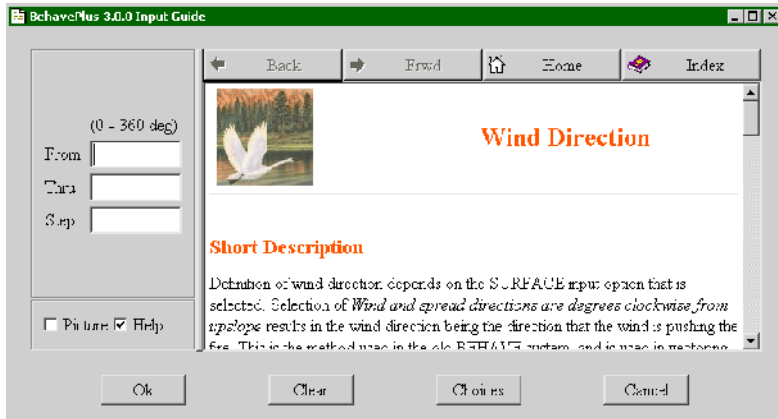 BehavePlus 3.0.0 Input Guide
Back Frwd Home Index
(0 - 360 deg)
From
Thru
Step
Wind Direction
Short Description
Definition of wind direction depends on the SURFACE input option that is
selected. Selection of Wind and spread directions are degrees clockwise from
upslope results in the wind direction being the direction that the wind is pushing the
fire. This is the method used in the old BEHAVE system, and is used in
Picture Help
Ok Clear Choices Cancel